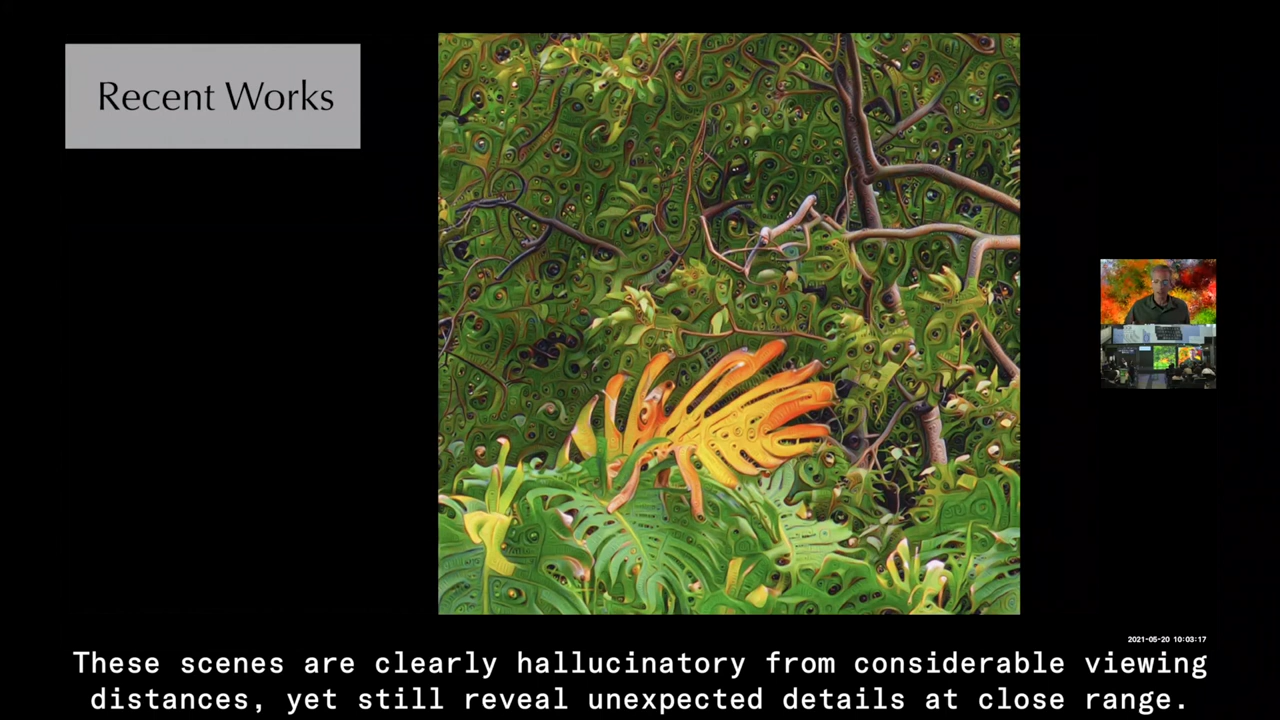 Recent Works
2021-05-20 10:03:17
These scenes are clearly hallucinatory from considerable viewing
distances, yet still reveal unexpected details at close range.